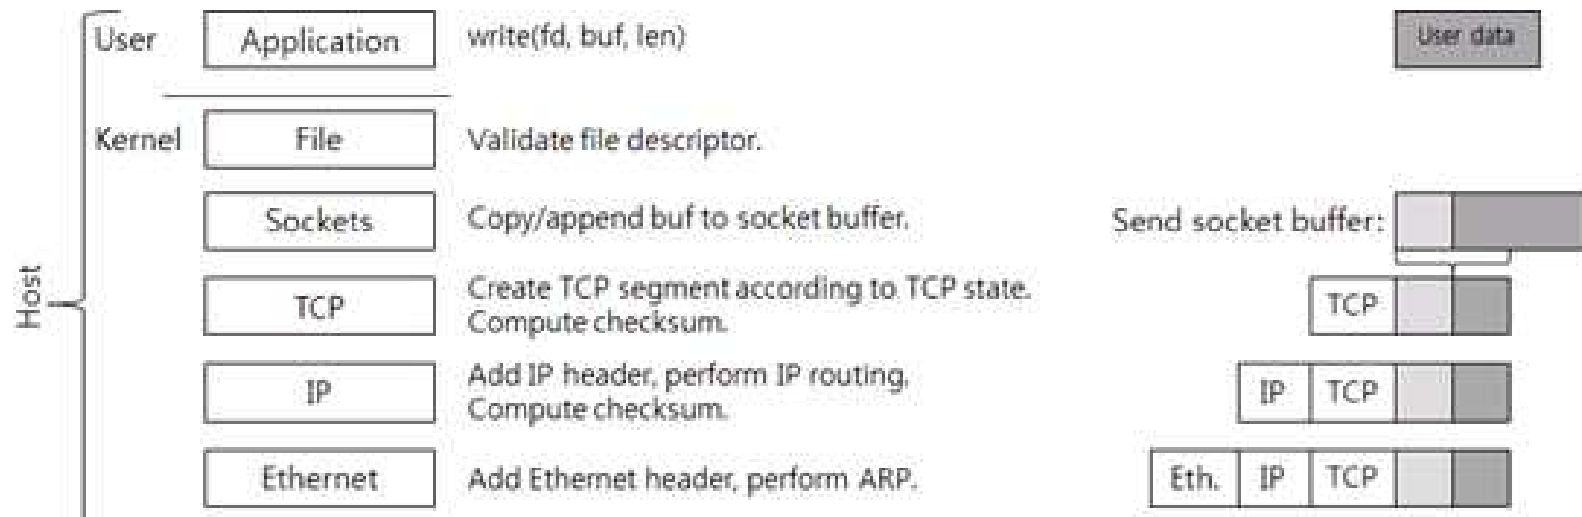 User Application write(fd, buf, len) User data
Kernel File Validate file descriptor.
Sockets Copy/append buf to socket buffer. Send socket buffer:
Host
TCP Create TCP segment according to TCP state. TCP
Compute checksum.
IP Add IP header, perform IP routing. IP TCP
Compute checksum.
Ethernet Add Ethernet header, perform ARP. Eth. IP TCP